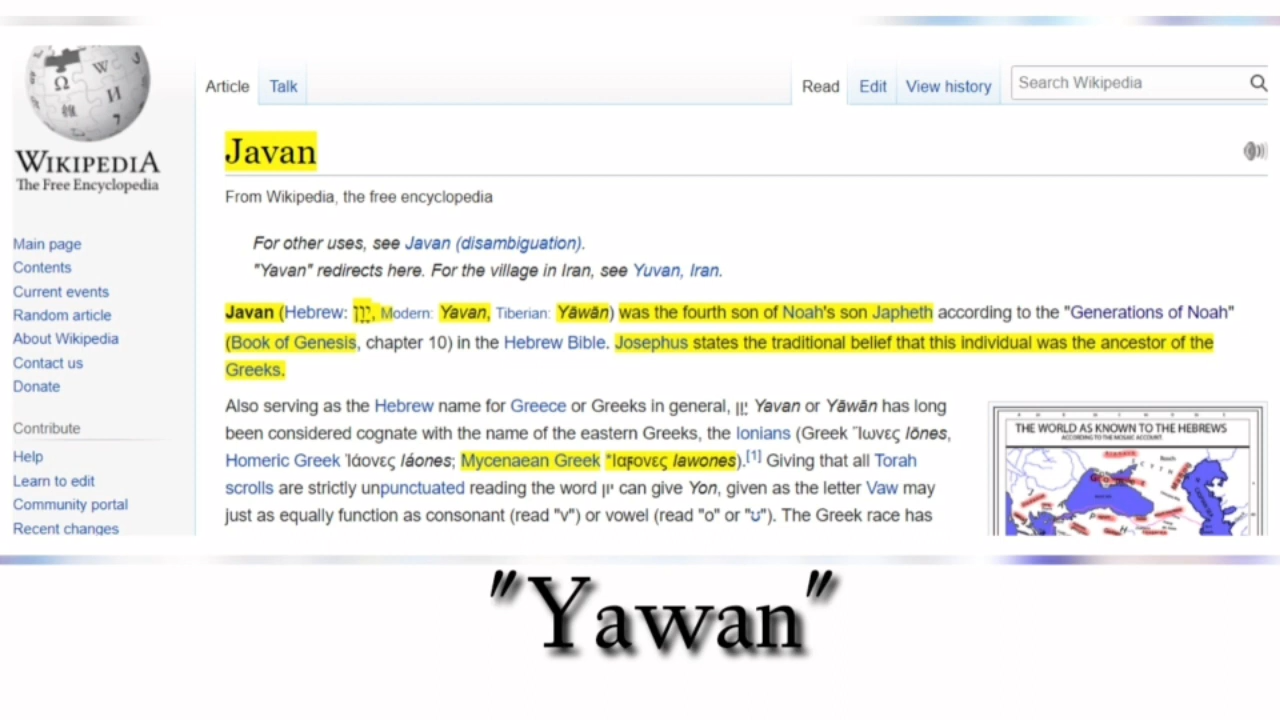 Article
Talk
Read
Edit
View history
Search Wikipedia
WIKIPEDIA
The Free Encyclopedia
Main page
Contents
Current events
Random article
About Wikipedia
Contact us
Donate
Contribute
Help
Learn to edit
Community portal
Recent changes
Javan
From Wikipedia, the free encyclopedia
For other uses, see Javan (disambiguation).
"Yavan" redirects here. For the village in Iran, see Yuvan, Iran.
Javan (Hebrew: יָוָן, Modern: Yavan, Tiberian: Yāwān) was the fourth son of Noah's son Japheth according to the "Generations of Noah"
(Book of Genesis, chapter 10) in the Hebrew Bible. Josephus states the traditional belief that this individual was the ancestor of the
Greeks.
Also serving as the Hebrew name for Greece or Greeks in general, יָוָן Yavan or Yāwān has long
been considered cognate with the name of the eastern Greeks, the Ionians (Greek Ἴωνες Iōnes,
Homeric Greek Ἰάονες Iáones; Mycenaean Greek *Ιαϝονες Iawones).[1] Giving that all Torah
scrolls are strictly unpunctuated reading the word יון can give Yon, given as the letter Vaw may
just as equally function as consonant (read "v") or vowel (read "o" or "ʊ"). The Greek race has
THE WORLD AS KNOWN TO THE HEBREWS
ACCORDING TO THE MOSAIC ACCOUNT.
"Yawan"